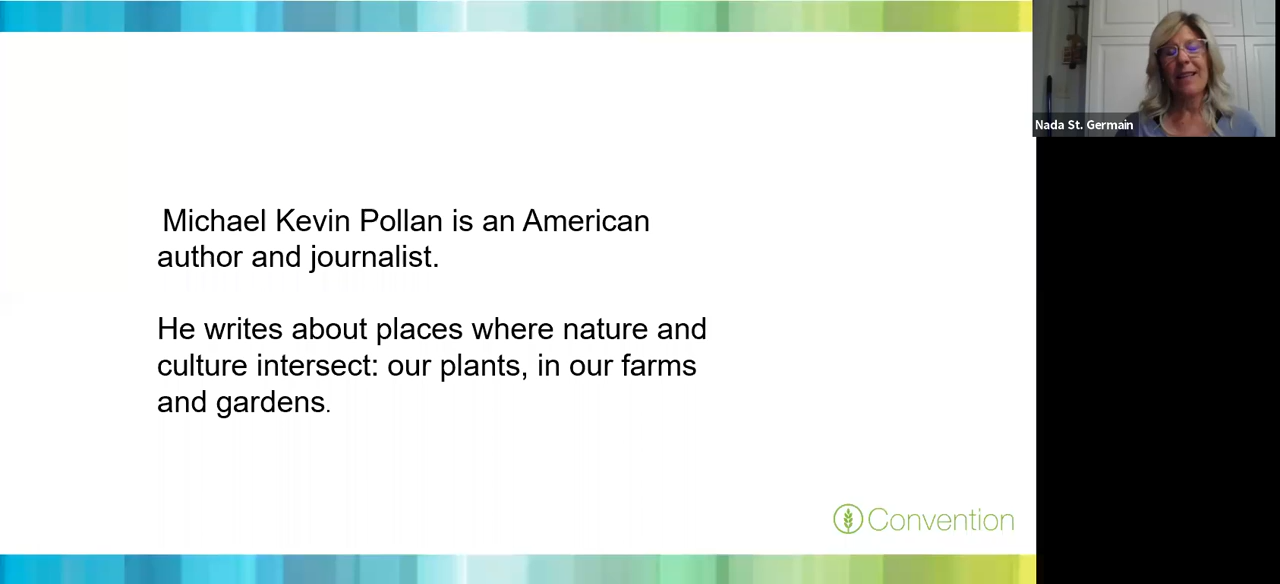 Michael Kevin Pollan is an American
author and journalist.
He writes about places where nature and
culture intersect: our plants, in our farms
and gardens.
Convention
Nada St. Germain